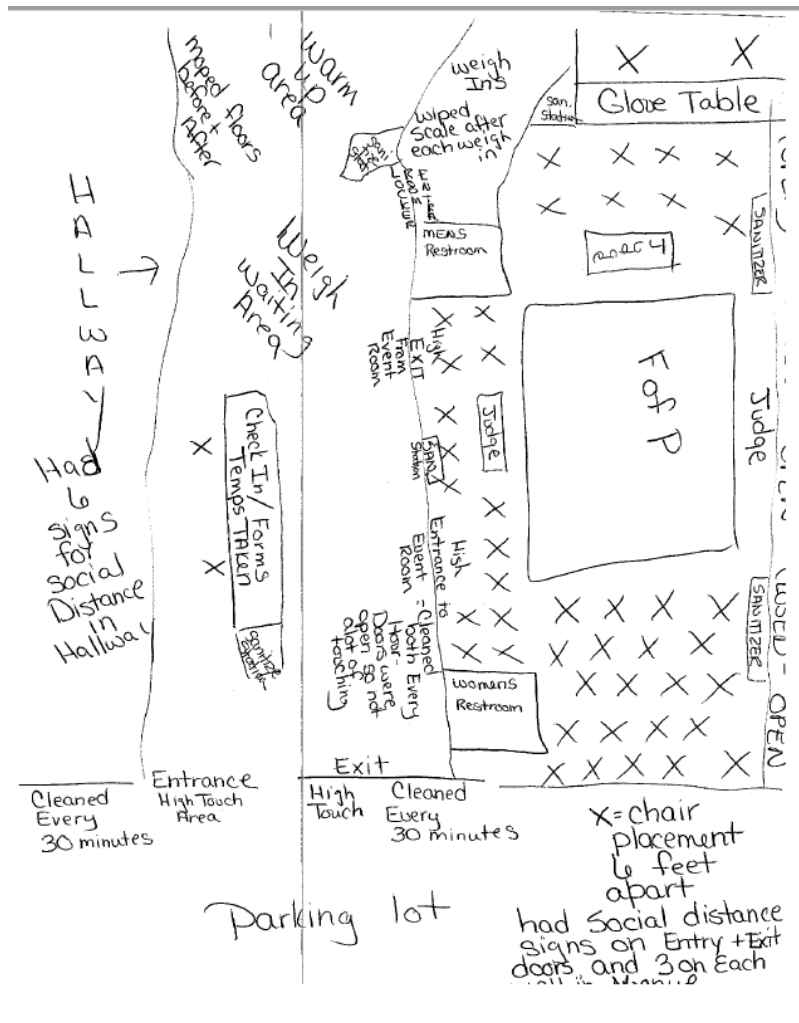 moped floors
before +
After
Warm
up
area
weigh
Ins
wiped
scale after
each weigh
in
san.
Station
Glove Table
HALLWAY
Weigh
In
Waiting
Area
MENS
Restroom
SANITIZER
High
EXIT
From
Event
Room
Judge
F of P
Judge
Check In/Forms
Temps TAKEN
SANI
Station
Had
6
signs
for
Social
Distance
in
Hallway
High
Entrance to
Event
Room
= Cleaned
both Every
Hour.
Doors were
open so not
alot of
touching
SANITIZER
CLOSED - OPEN
womens
Restroom
Exit
Entrance
High Touch
Area
Cleaned
Every
30 minutes
High
Touch
Cleaned
Every
30 minutes
X = chair
placement
6 feet
apart
Parking lot
had Social distance
signs on Entry + Exit
doors and 3 on Each